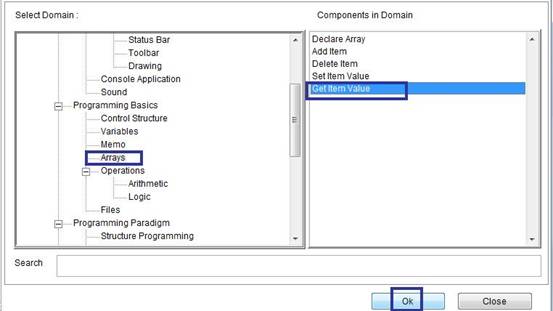 Select Domain :
Status Bar
Toolbar
Drawing
Console Application
Sound
Programming Basics
Control Structure
Variables
Memo
Arrays
Operations
Arithmetic
Logic
Files
Programming Paradigm
Structure Programming
Components in Domain
Declare Array
Add Item
Delete Item
Set Item Value
Get Item Value
Search
Ok
Close